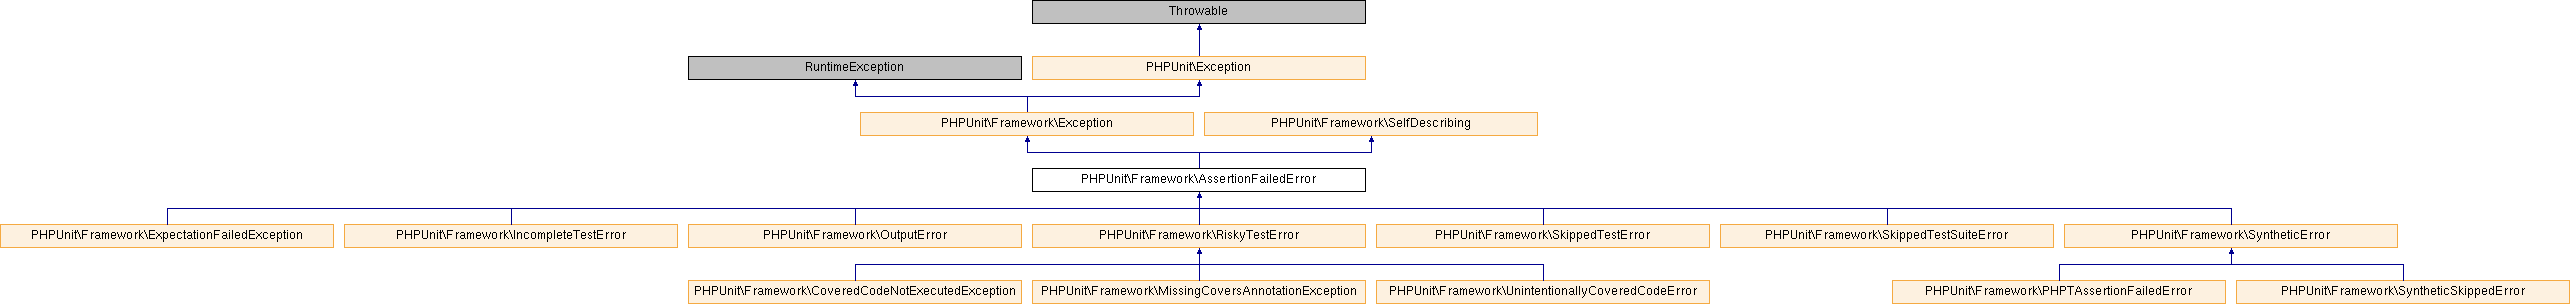 Throwable
RuntimeException
PHPUnit\Exception
PHPUnit\Framework\Exception
PHPUnit\Framework\SelfDescribing
PHPUnit\Framework\AssertionFailedError
PHPUnit\Framework\ExpectationFailedException
PHPUnit\Framework\IncompleteTestError
PHPUnit\Framework\OutputError
PHPUnit\Framework\RiskyTestError
PHPUnit\Framework\SkippedTestError
PHPUnit\Framework\SkippedTestSuiteError
PHPUnit\Framework\SyntheticError
PHPUnit\Framework\CoveredCodeNotExecutedException
PHPUnit\Framework\MissingCoversAnnotationException
PHPUnit\Framework\UnintentionallyCoveredCodeError
PHPUnit\Framework\PHPTAssertionFailedError
PHPUnit\Framework\SyntheticSkippedError